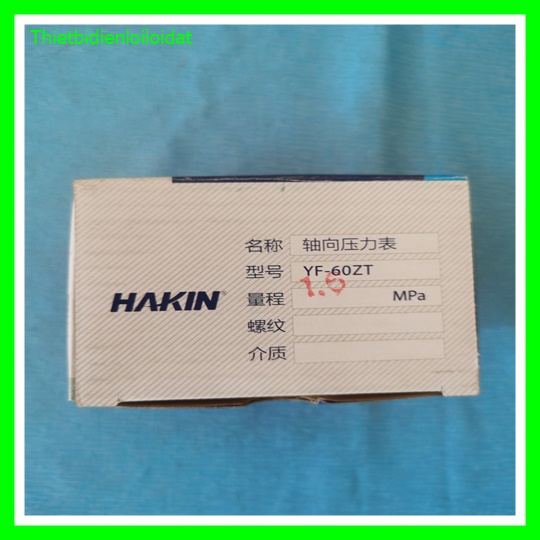 Thietbidienloiloidat
名称 轴向压力表
型号 YF-60ZT
HAKIN®
量程 1.6 MPa
螺纹
介质